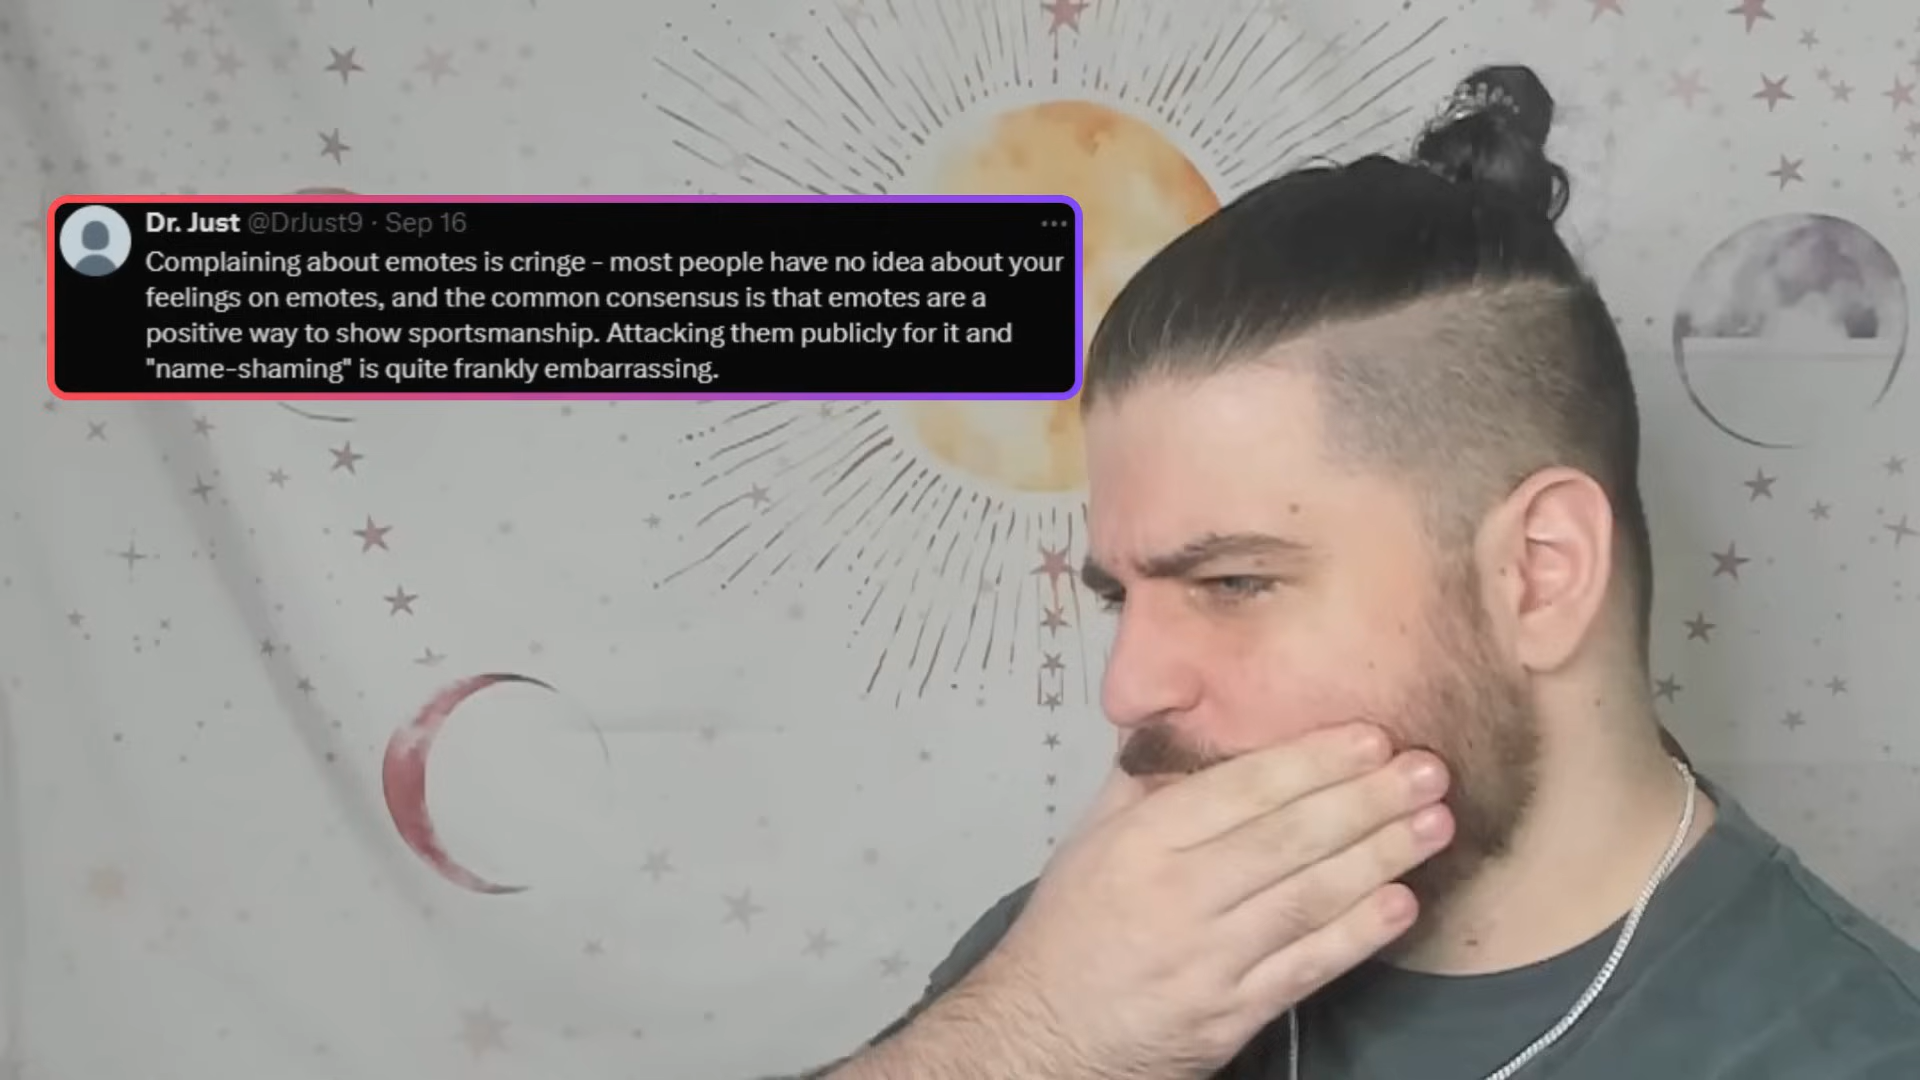 Dr. Just @DrJust9 · Sep 16
Complaining about emotes is cringe - most people have no idea about your
feelings on emotes, and the common consensus is that emotes are a
positive way to show sportsmanship. Attacking them publicly for it and
"name-shaming" is quite frankly embarrassing.